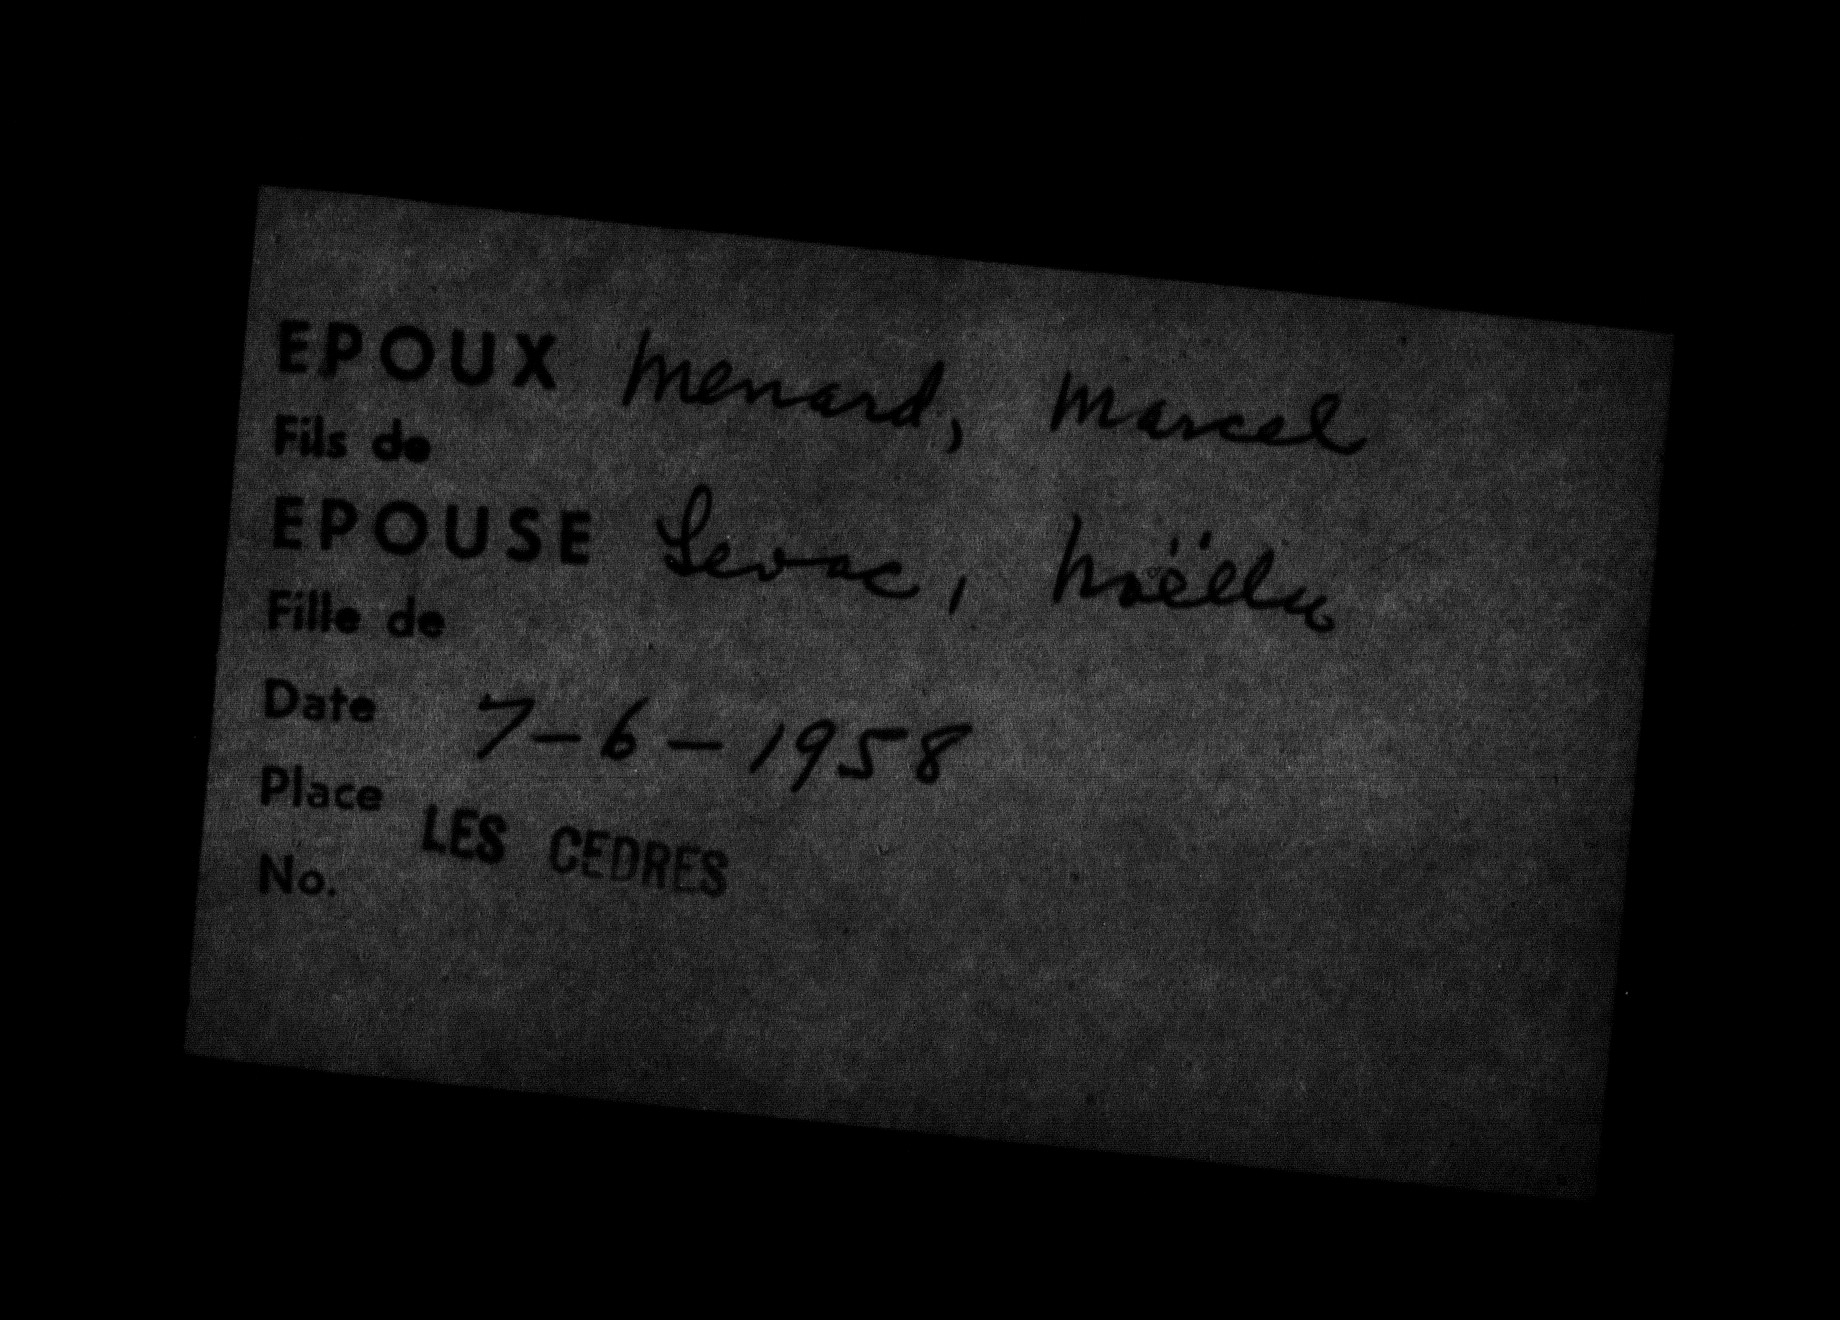 EPOUX Menard, Marcel
Fils de
EPOUSE Levac, Noëlla
Fille de
Date 7-6-1958
Place LES CEDRES
No.